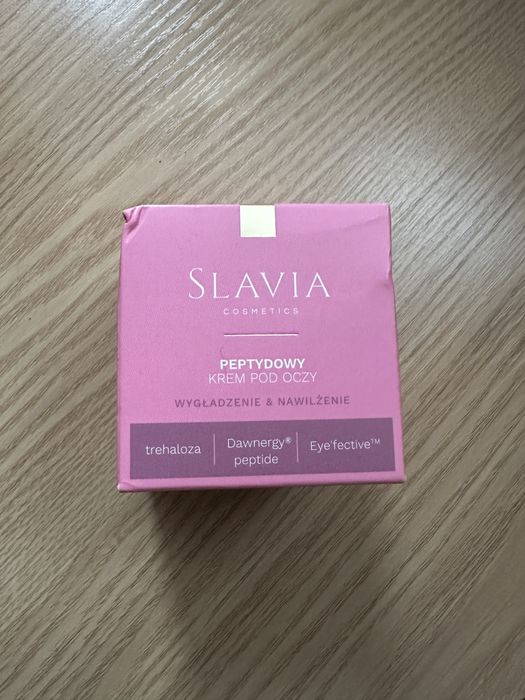 SLAVIA
COSMETICS
PEPTYDOWY
KREM POD OCZY
WYGŁADZENIE & NAWILŻENIE
trehaloza
Dawnergy®
peptide
Eye'fective™